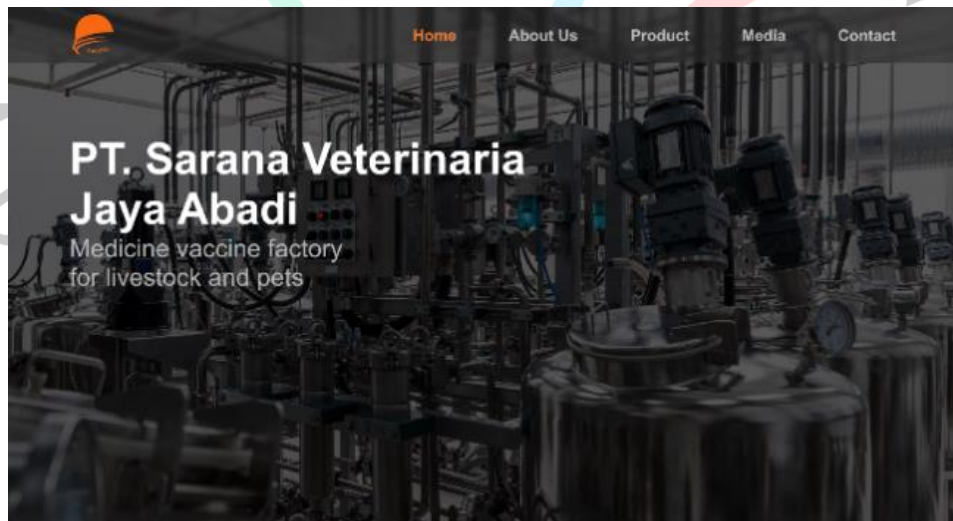 Home About Us Product Media Contact
PT. Sarana Veterinaria
Jaya Abadi
Medicine vaccine factory
for livestock and pets